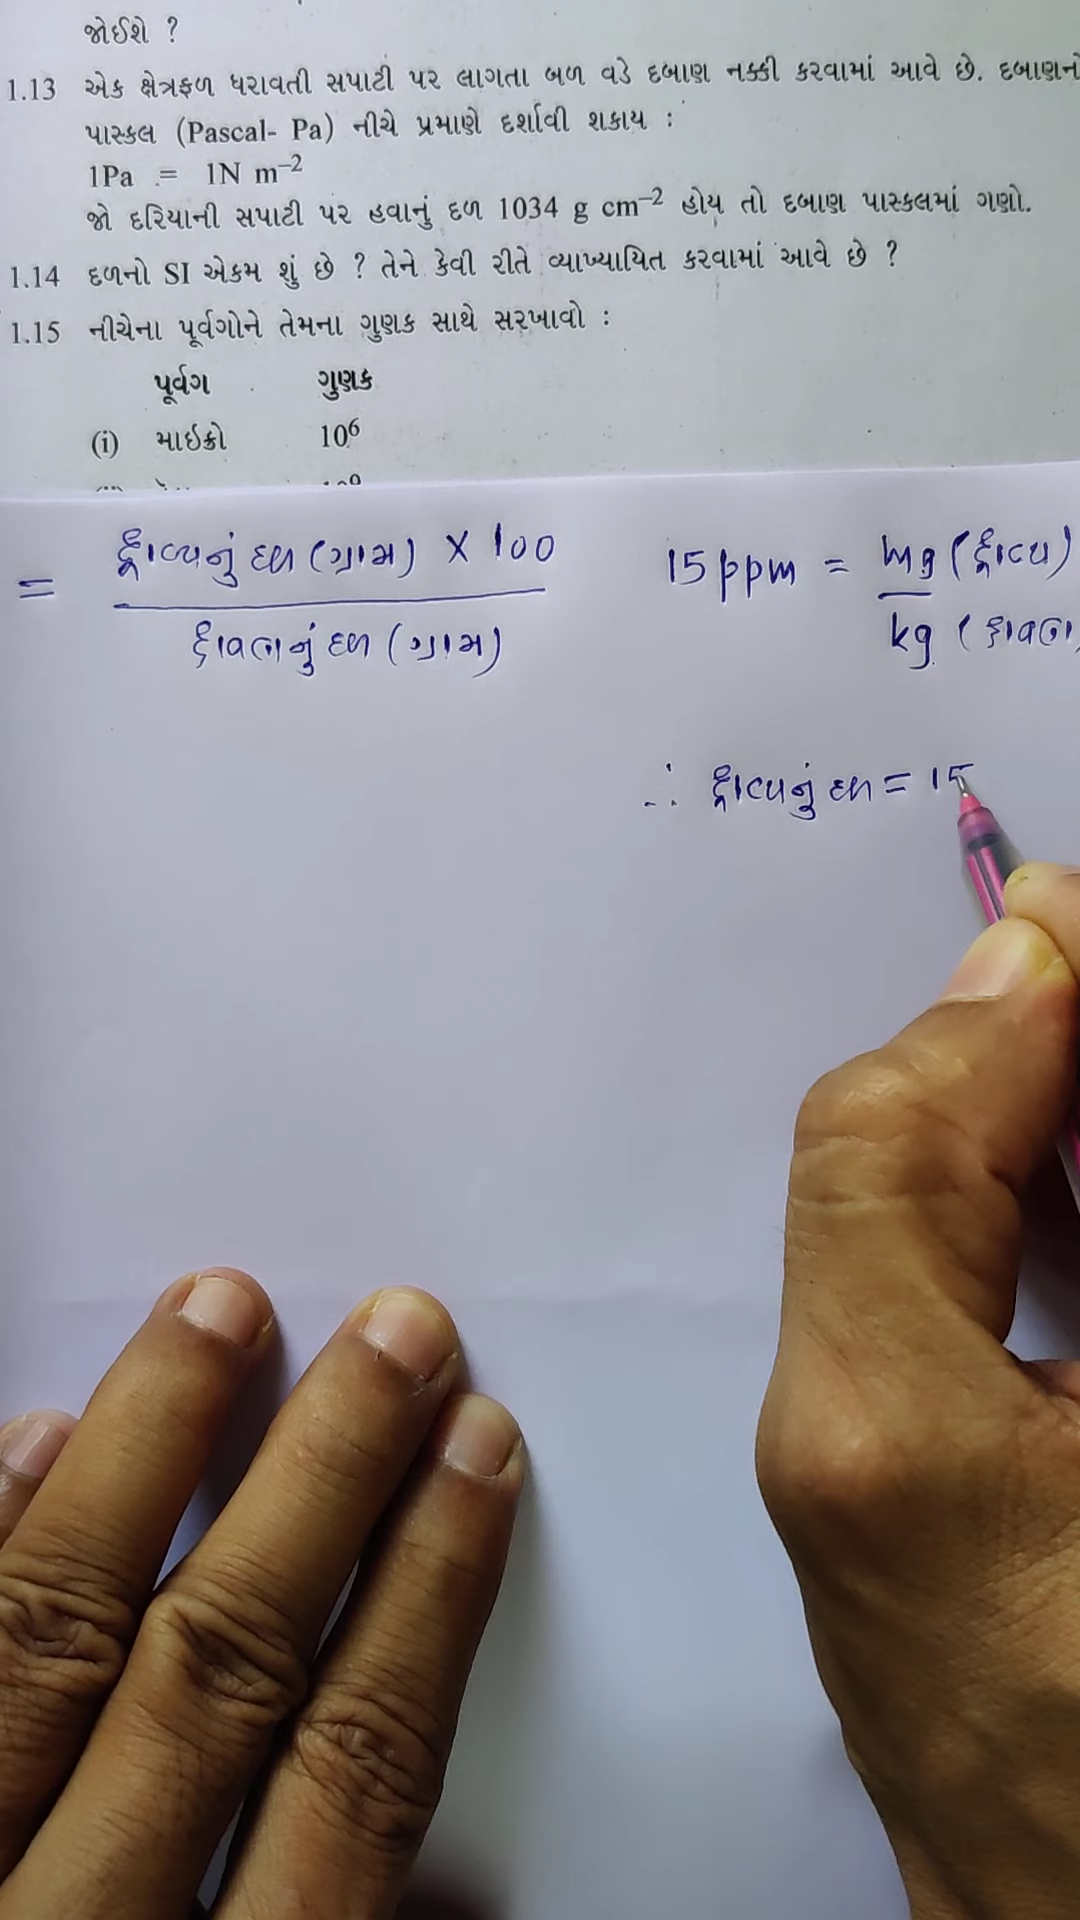 જોઈશે ?
1.13 એક ક્ષેત્રફળ ધરાવતી સપાટી પર લાગતા બળ વડે દબાણ નક્કી કરવામાં આવે છે. દબાણનો
પાસ્કલ (Pascal- Pa) નીચે પ્રમાણે દર્શાવી શકાય :
1Pa = 1N m⁻²
જો દરિયાની સપાટી પર હવાનું દળ 1034 g cm⁻² હોય તો દબાણ પાસ્કલમાં ગણો.
1.14 દળનો SI એકમ શું છે ? તેને કેવી રીતે વ્યાખ્યાયિત કરવામાં આવે છે ?
1.15 નીચેના પૂર્વગોને તેમના ગુણક સાથે સરખાવો :
પૂર્વગ ગુણક
(i) માઇક્રો 10⁶
= દ્રાવ્યનું દળ (ગ્રામ) × 100
દ્રાવણનું દળ (ગ્રામ)
15 ppm = mg (દ્રાવ્ય)
kg (દ્રાવણ
∴ દ્રાવ્યનું દળ = 15